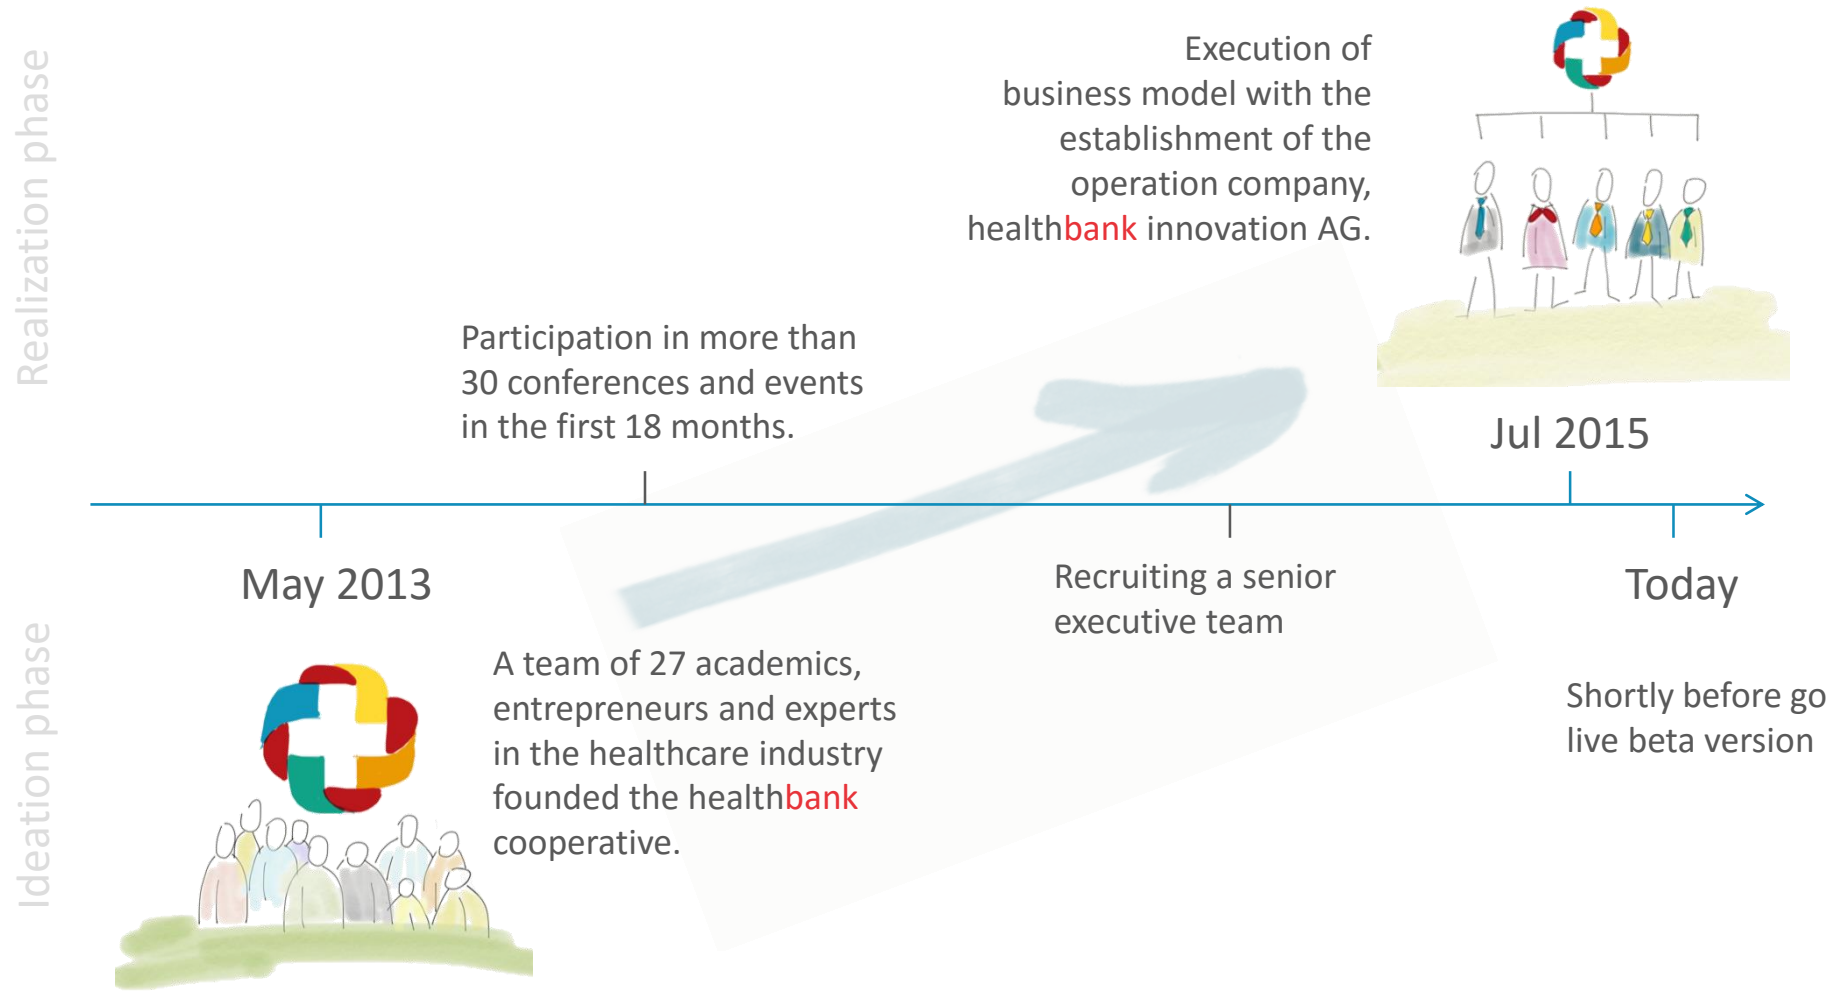 Realization phase
Execution of
business model with the
establishment of the
operation company,
healthbank innovation AG.
Participation in more than
30 conferences and events
in the first 18 months.
Jul 2015
May 2013
Recruiting a senior
executive team
Today
Ideation phase
A team of 27 academics,
entrepreneurs and experts
in the healthcare industry
founded the healthbank
cooperative.
Shortly before go
live beta version